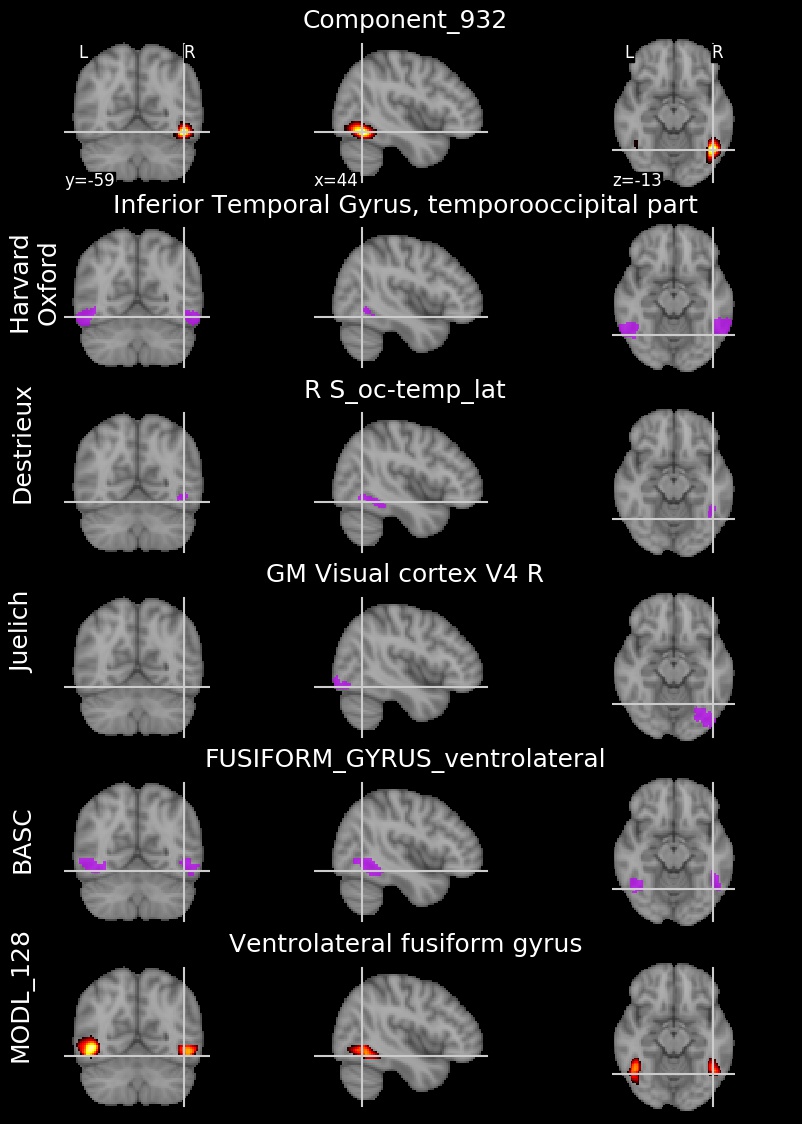 Component_932
L R L R
y=-59 x=44 z=-13
Inferior Temporal Gyrus, temporooccipital part
Harvard
Oxford
R S_oc-temp_lat
Destrieux
GM Visual cortex V4 R
Juelich
FUSIFORM_GYRUS_ventrolateral
BASC
Ventrolateral fusiform gyrus
MODL_128